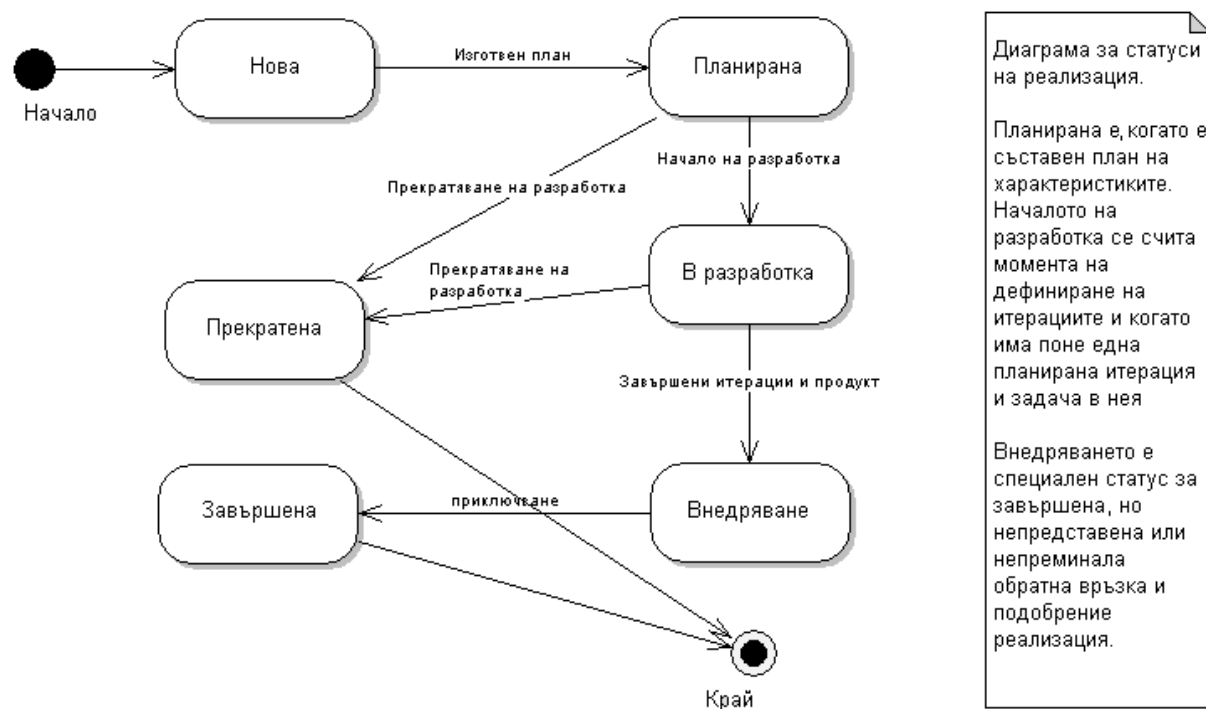 Нова
Изготвен план
Планирана
Начало
Начало на разработка
Прекратяване на разработка
Прекратяване на
разработка
В разработка
Прекратена
Завършени итерации и продукт
Завършена
приключване
Внедряване
Край
Диаграма за статуси
на реализация.
Планирана е, когато е
съставен план на
характеристиките.
Началото на
разработка се счита
момента на
дефиниране на
итерациите и когато
има поне една
планирана итерация
и задача в нея
Внедряването е
специален статус за
завършена, но
непредставена или
непреминала
обратна връзка и
подобрение
реализация.